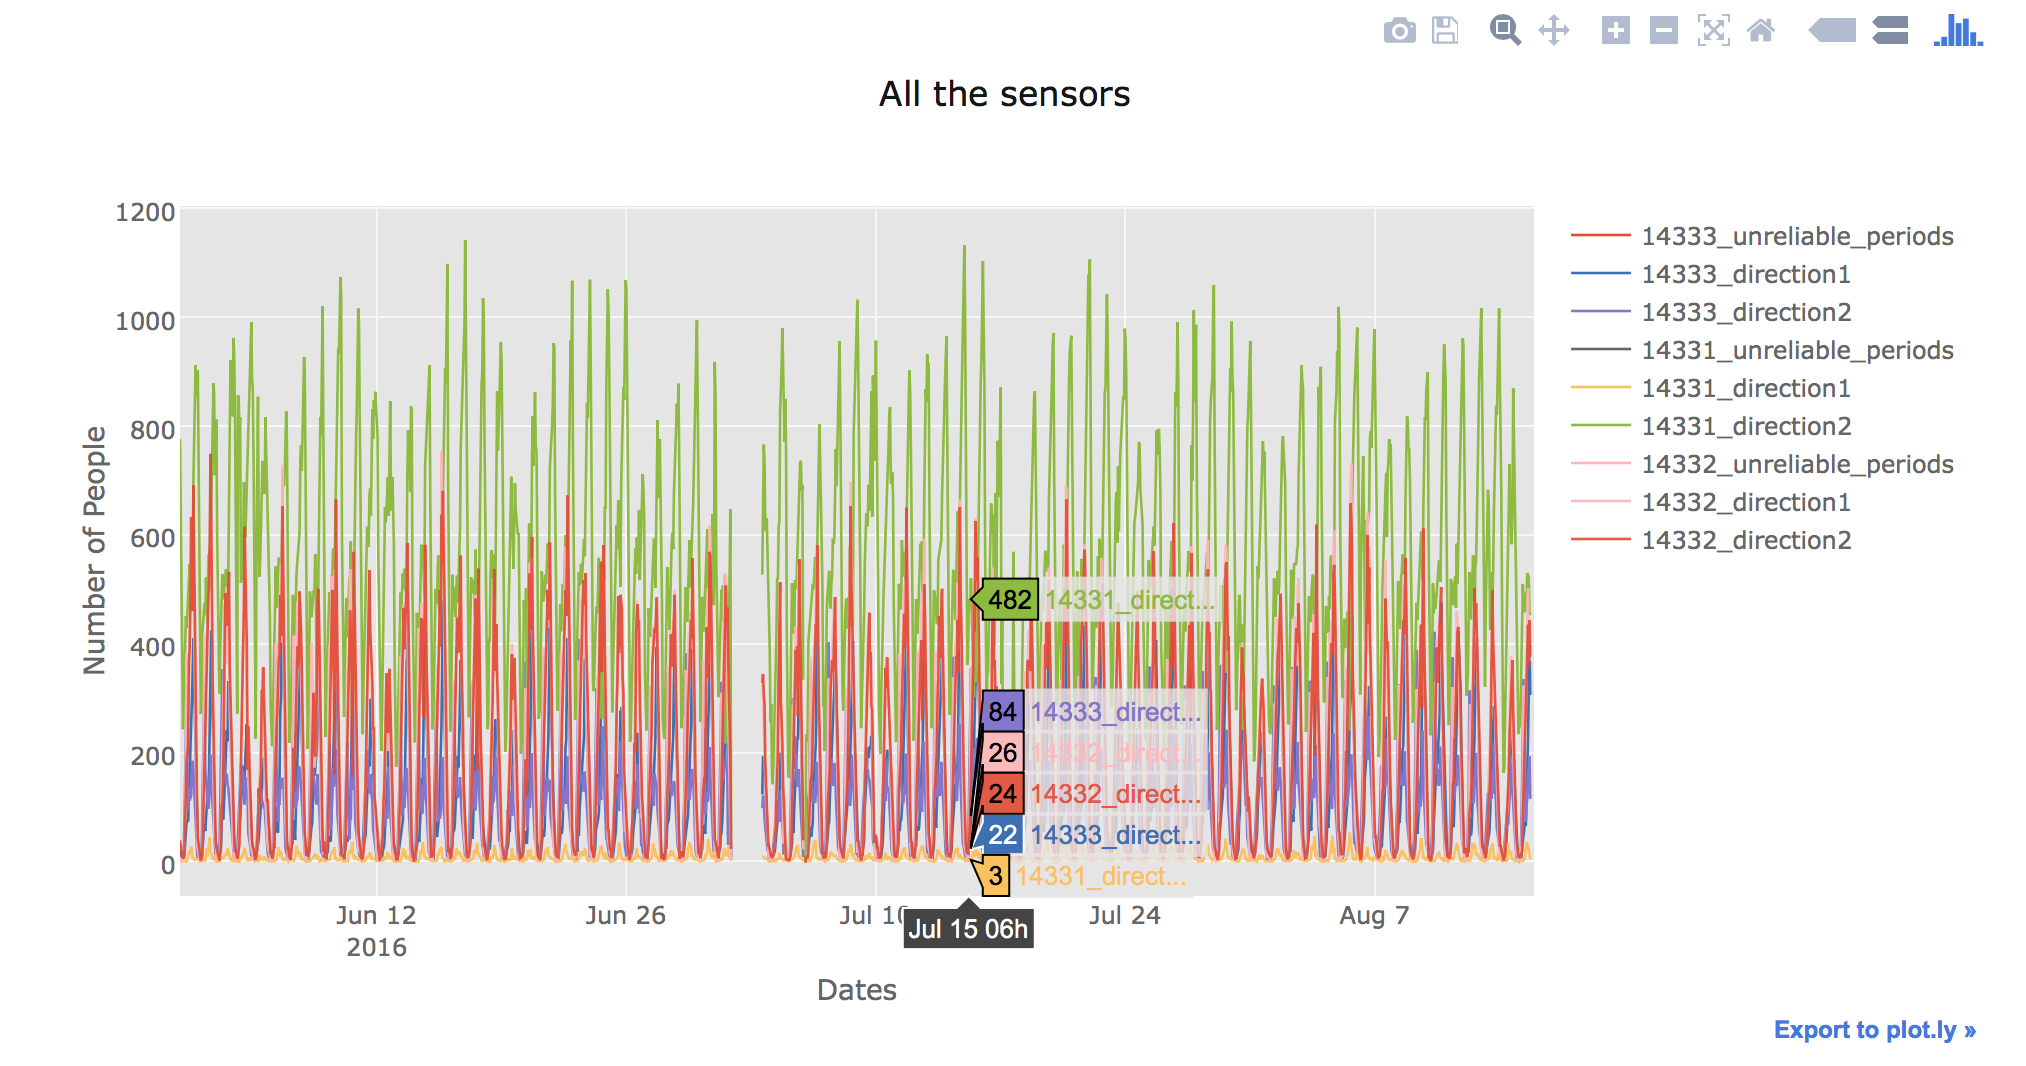 All the sensors
1200
1000
800
600
400
200
0
Number of People
14333_unreliable_periods
14333_direction1
14333_direction2
14331_unreliable_periods
14331_direction1
14331_direction2
14332_unreliable_periods
14332_direction1
14332_direction2
482 14331_direct...
84 14333_direct...
26 14332_direct...
24 14332_direct...
22 14333_direct...
3 14331_direct...
Jun 12
2016
Jun 26
Jul 10
Jul 15 06h
Jul 24
Aug 7
Dates
Export to plot.ly »